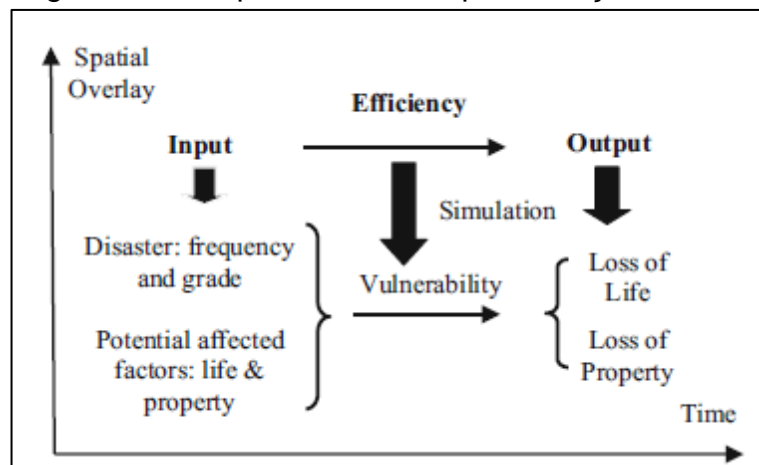 Spatial
Overlay
Efficiency
Input
Output
Simulation
Disaster: frequency
and grade
Vulnerability
Loss of
Life
Potential affected
factors: life &
property
Loss of
Property
Time